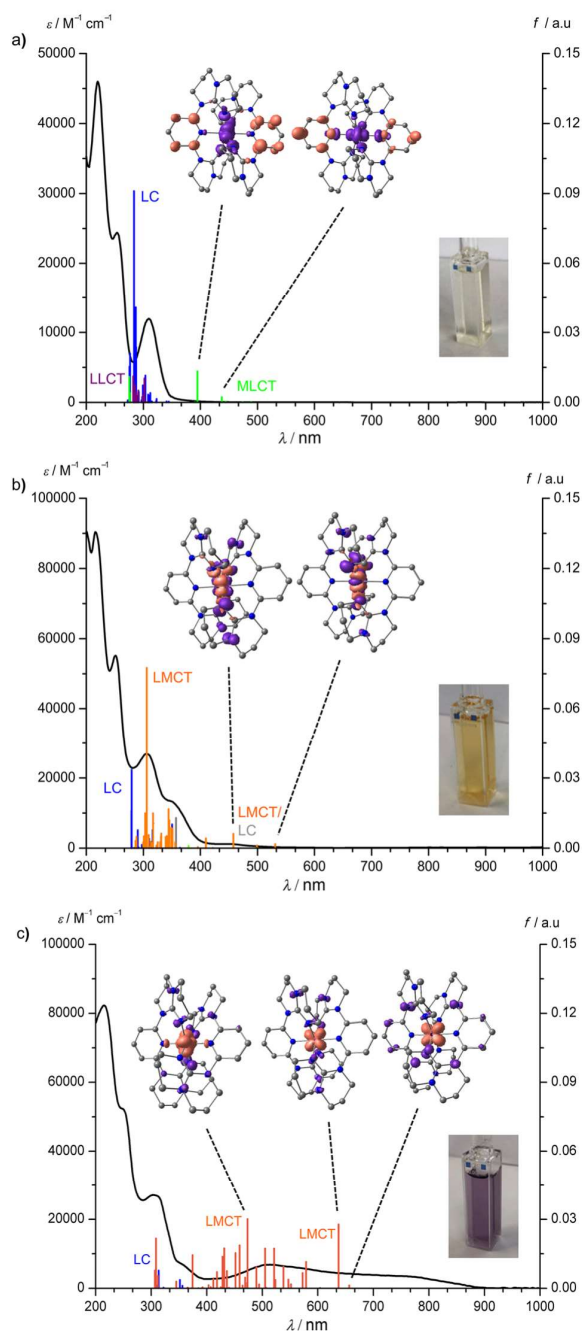 a)
ε / M⁻¹ cm⁻¹ f / a.u
50000 0.15
40000 0.12
30000 0.09
20000 0.06
10000 0.03
0 0.00
LC
LLCT MLCT
200 300 400 500 600 700 800 900 1000
λ / nm
b)
ε / M⁻¹ cm⁻¹ f / a.u
100000 0.15
80000 0.12
60000 0.09
40000 0.06
20000 0.03
0 0.00
LMCT
LC LMCT/
LC
200 300 400 500 600 700 800 900 1000
λ / nm
c)
ε / M⁻¹ cm⁻¹ f / a.u
100000 0.15
80000 0.12
60000 0.09
40000 0.06
20000 0.03
0 0.00
LMCT LMCT
LC
200 300 400 500 600 700 800 900 1000
λ / nm